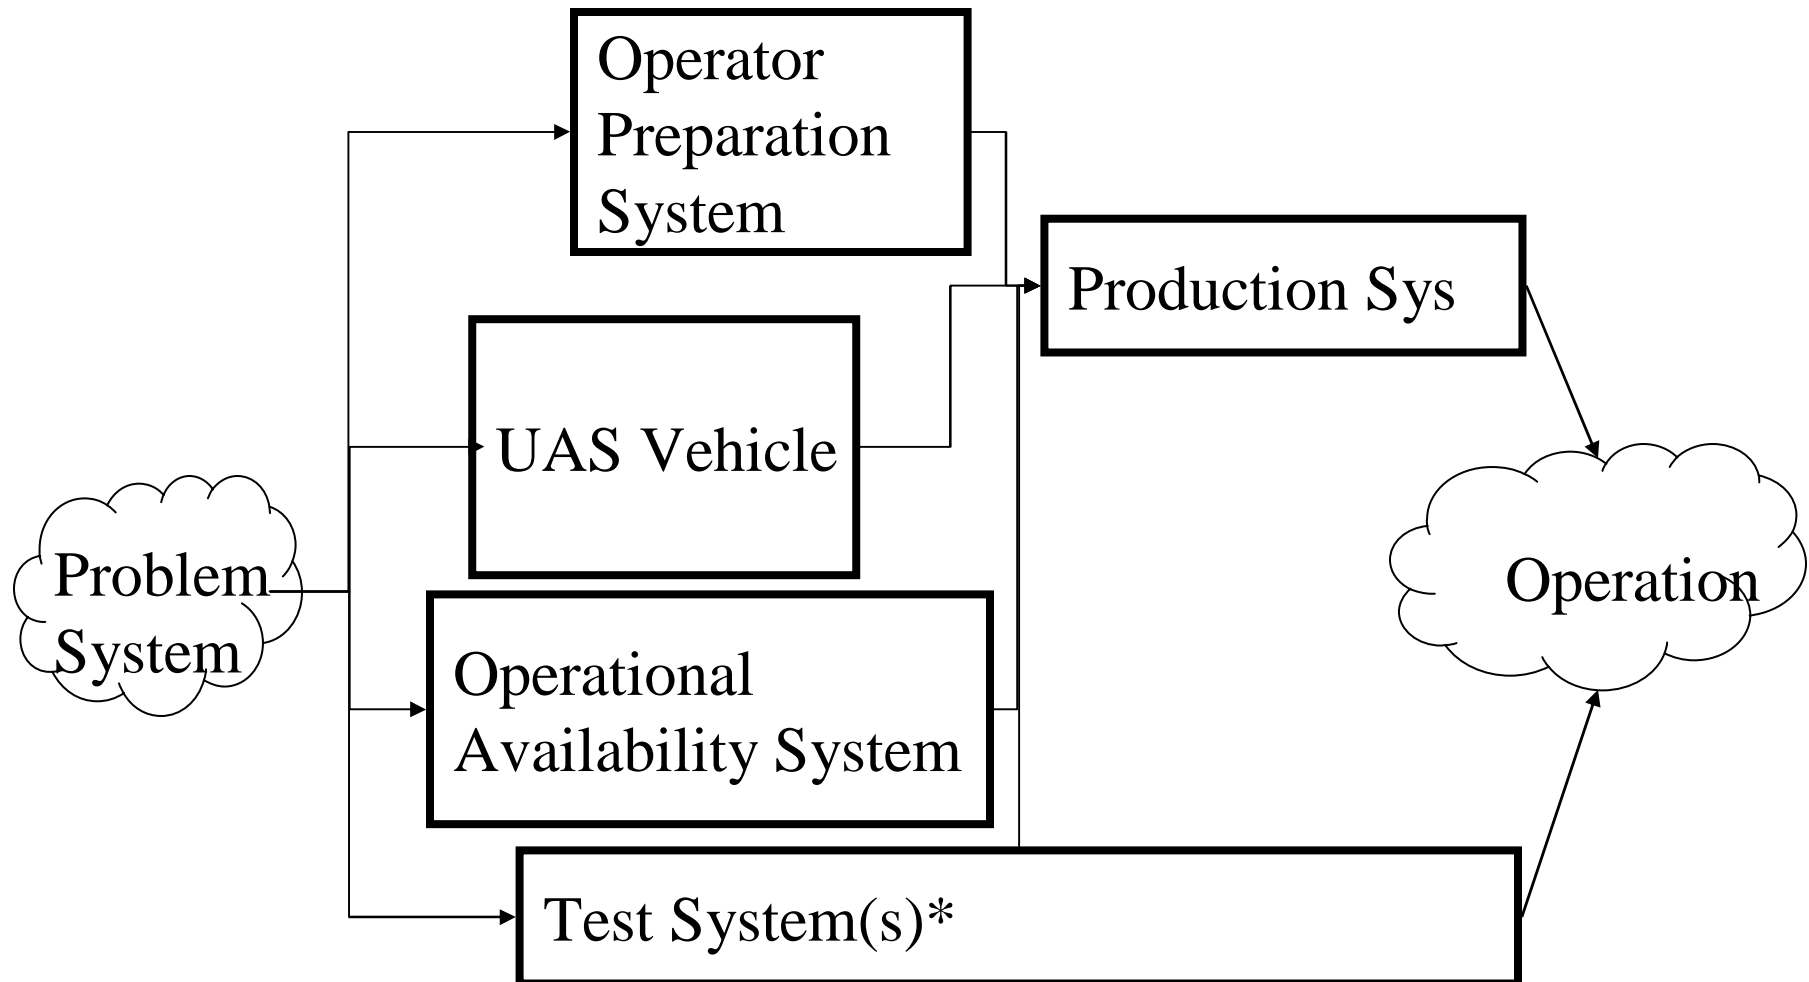 Operator
Preparation
System
Production Sys
UAS Vehicle
Problem
System
Operation
Operational
Availability System
Test System(s)*